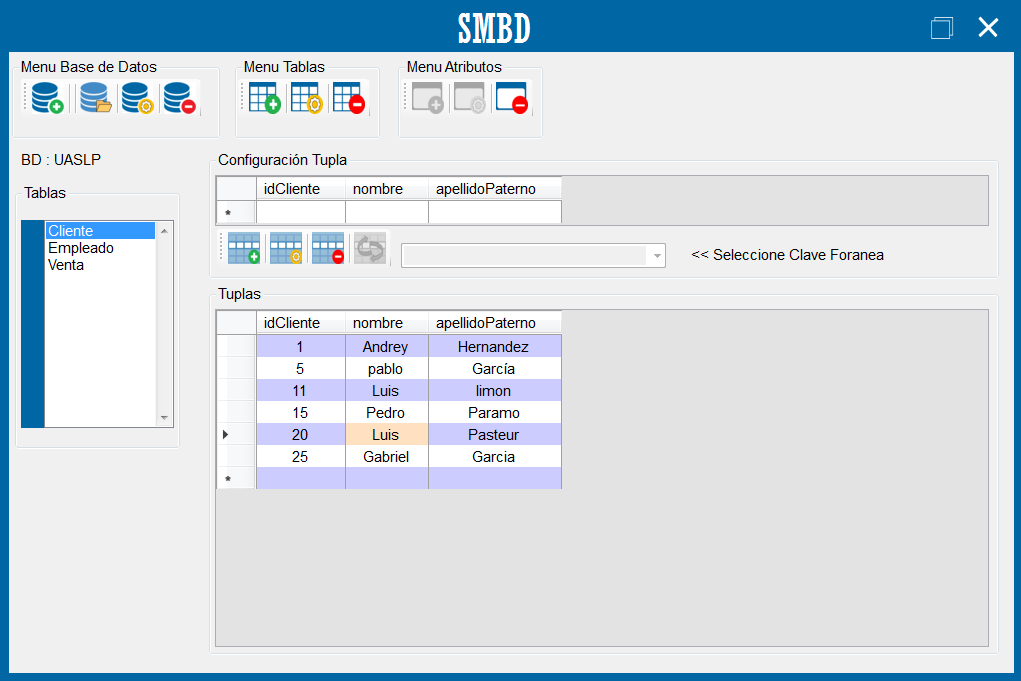 SMBD
Menu Base de Datos
Menu Tablas
Menu Atributos
BD : UASLP
Tablas
Cliente
Empleado
Venta
Configuración Tupla
idCliente nombre apellidoPaterno
*
<< Seleccione Clave Foranea
Tuplas
idCliente nombre apellidoPaterno
1 Andrey Hernandez
5 pablo García
11 Luis limon
15 Pedro Paramo
20 Luis Pasteur
25 Gabriel Garcia
*